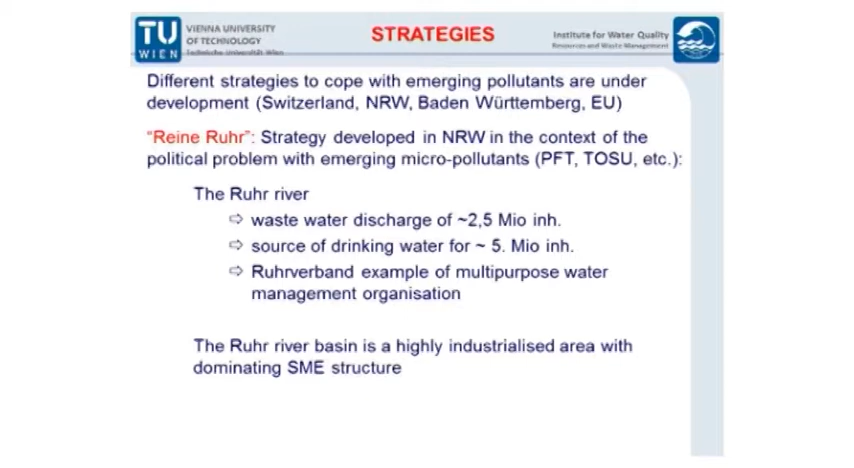 TU
WIEN
VIENNA UNIVERSITY
OF TECHNOLOGY
Technische Universität Wien
STRATEGIES
Institute for Water Quality
Resources and Waste Management
Different strategies to cope with emerging pollutants are under
development (Switzerland, NRW, Baden Württemberg, EU)
“Reine Ruhr”: Strategy developed in NRW in the context of the
political problem with emerging micro-pollutants (PFT, TOSU, etc.):
The Ruhr river
⇨ waste water discharge of ~2,5 Mio inh.
⇨ source of drinking water for ~ 5. Mio inh.
⇨ Ruhrverband example of multipurpose water
management organisation
The Ruhr river basin is a highly industrialised area with
dominating SME structure